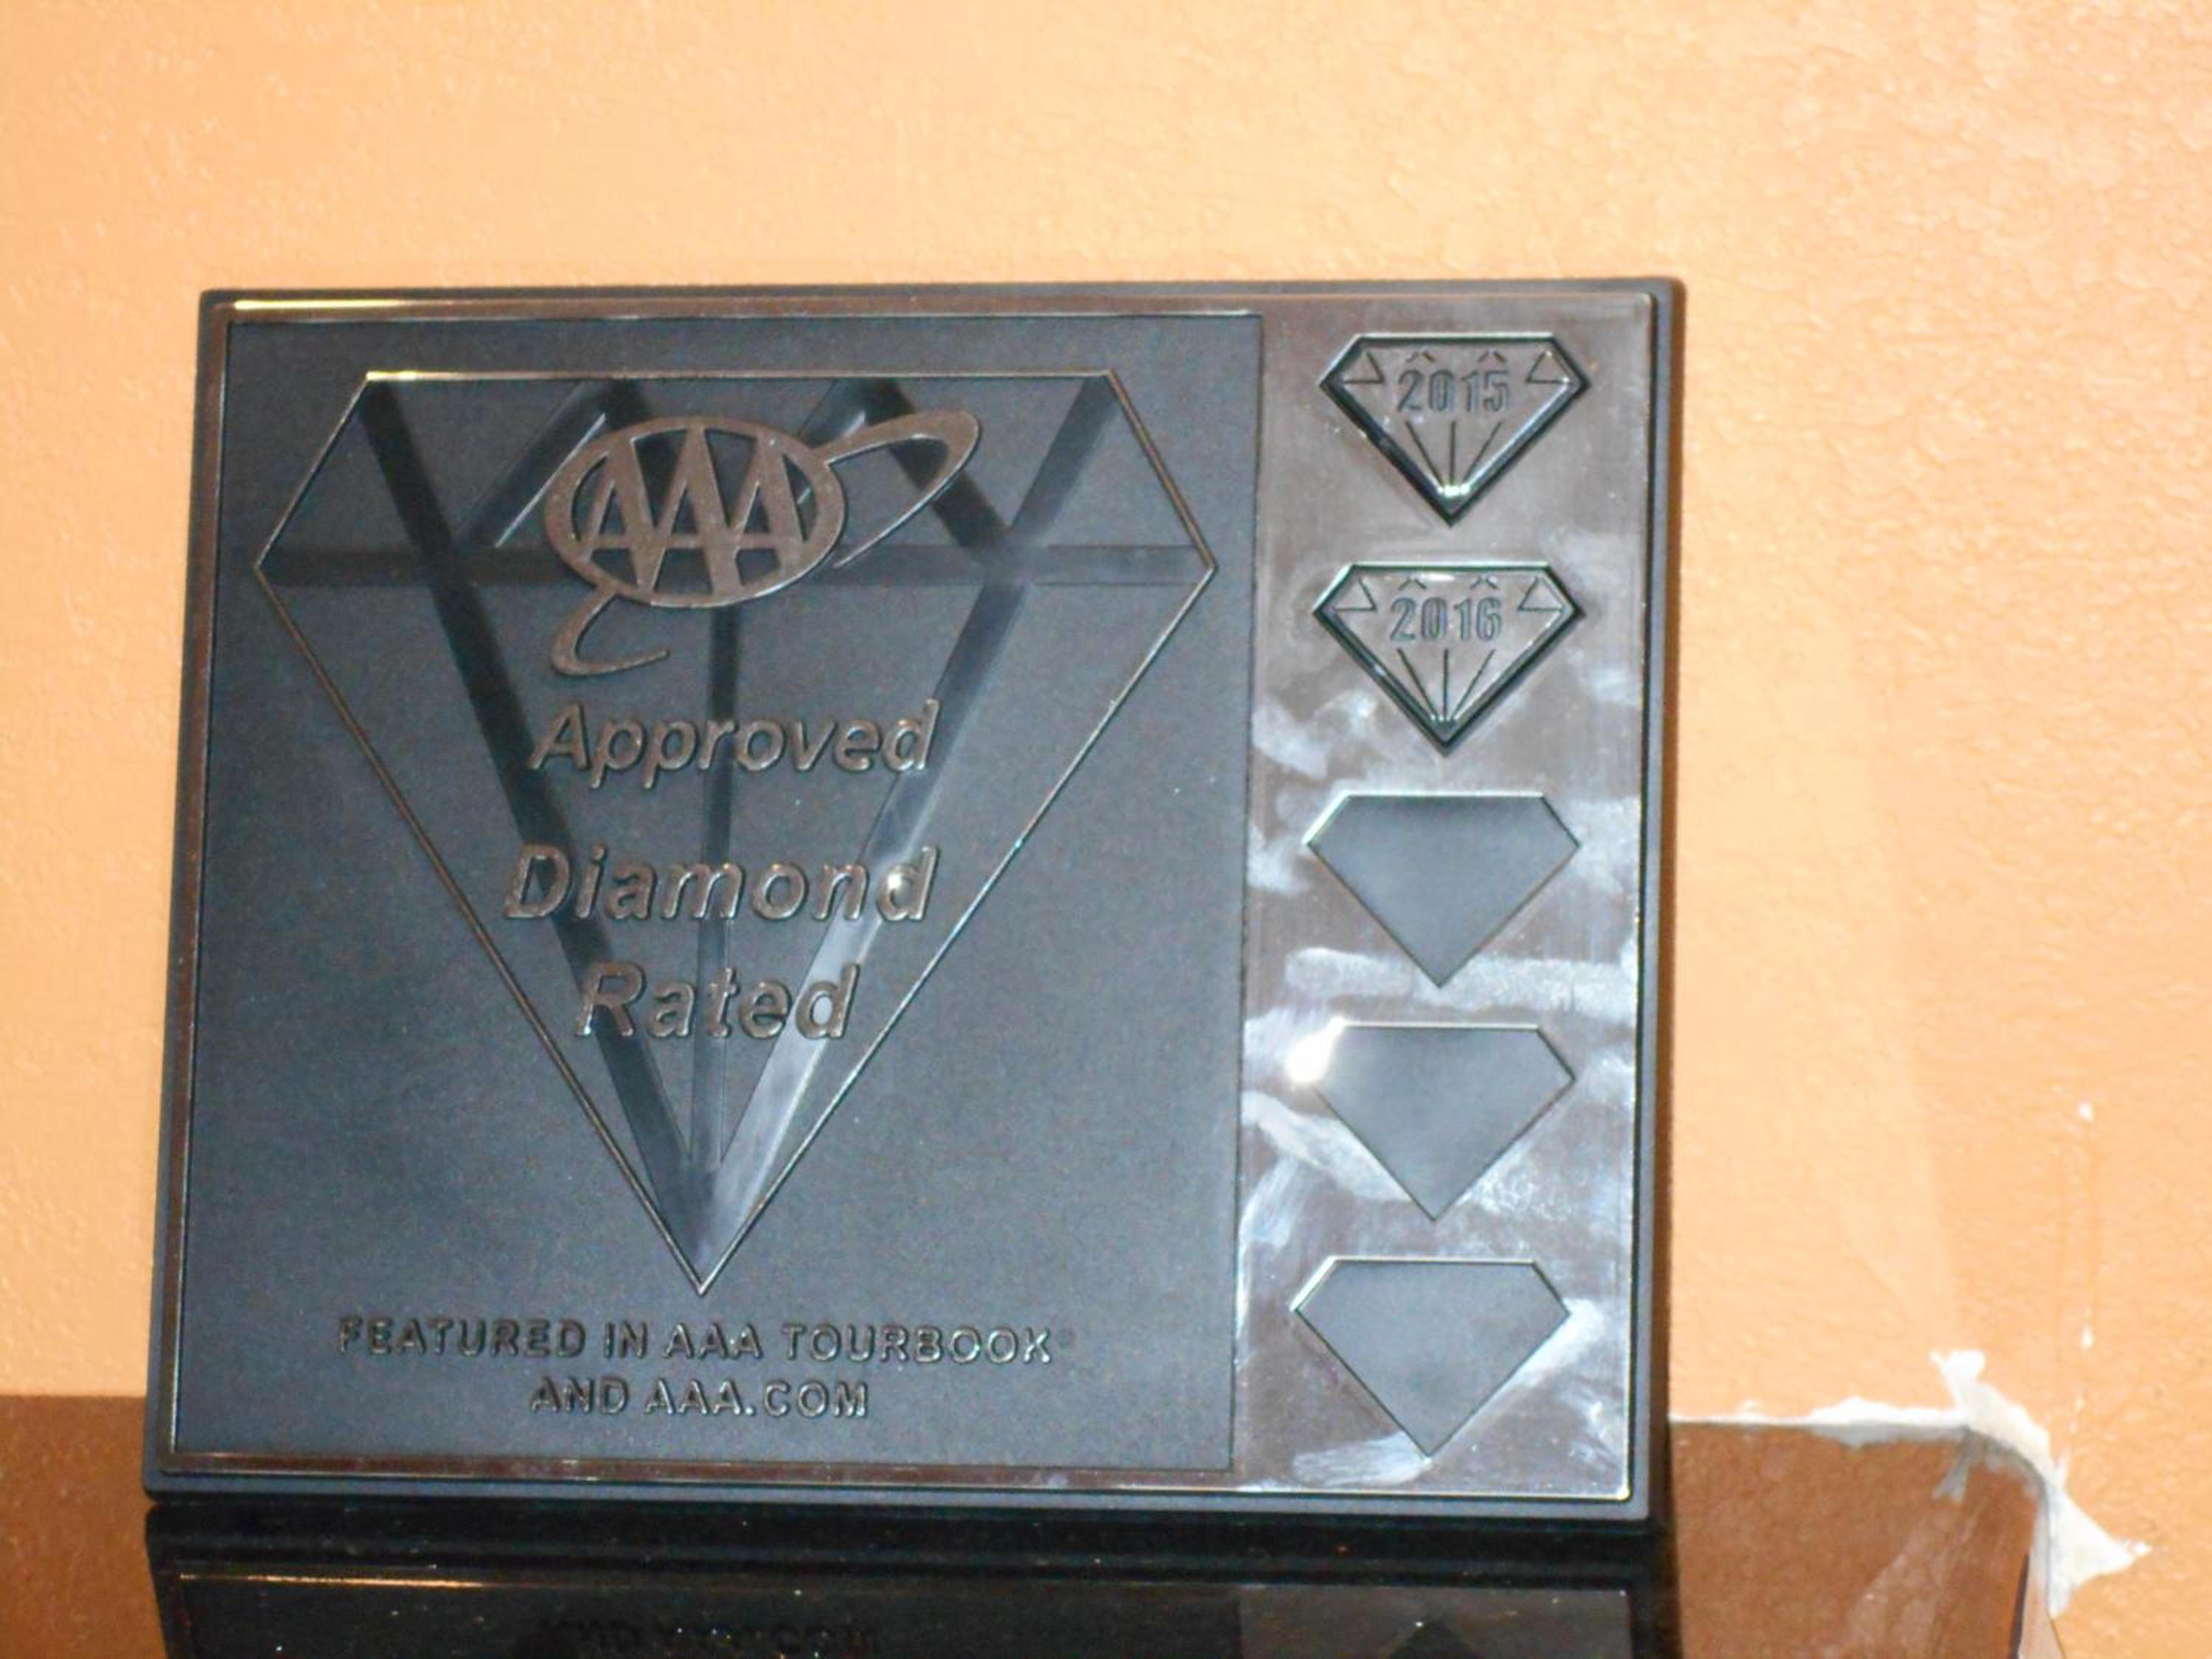 AAA
Approved
Diamond
Rated
FEATURED IN AAA TOURBOOK
AND AAA.COM
2015
2016